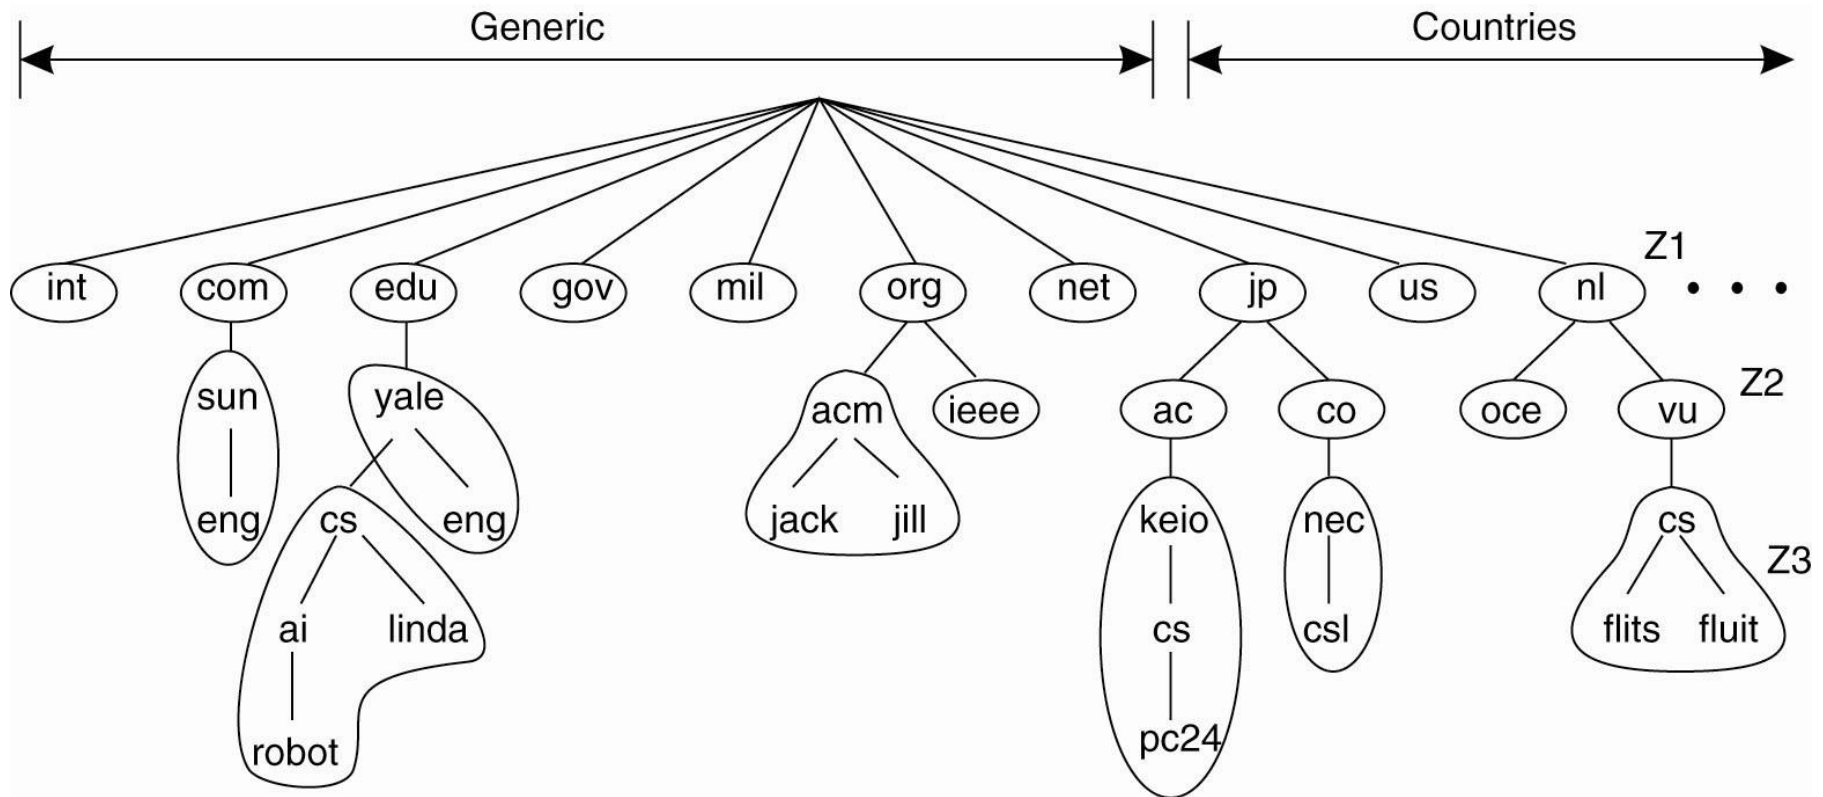 Generic Countries
Z1
int com edu gov mil org net jp us nl • • •
Z2
sun yale acm ieee ac co oce vu
eng cs eng jack jill keio nec cs
Z3
ai linda cs csl flits fluit
robot pc24